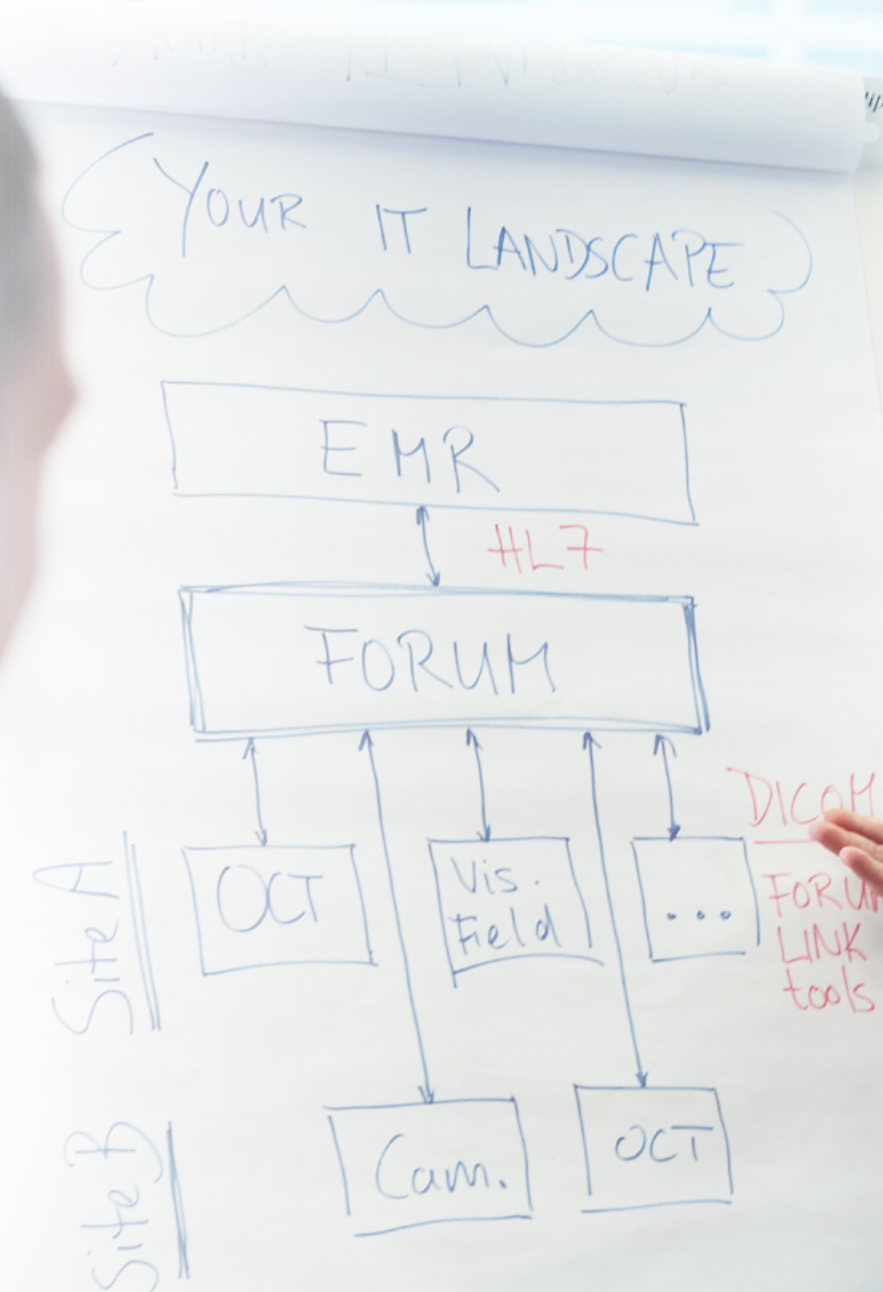 YOUR IT LANDSCAPE
EMR
HL7
FORUM
DICOM
Site A
OCT
Vis.
Field
...
FORUM
LINK
tools
Site B
Cam.
OCT